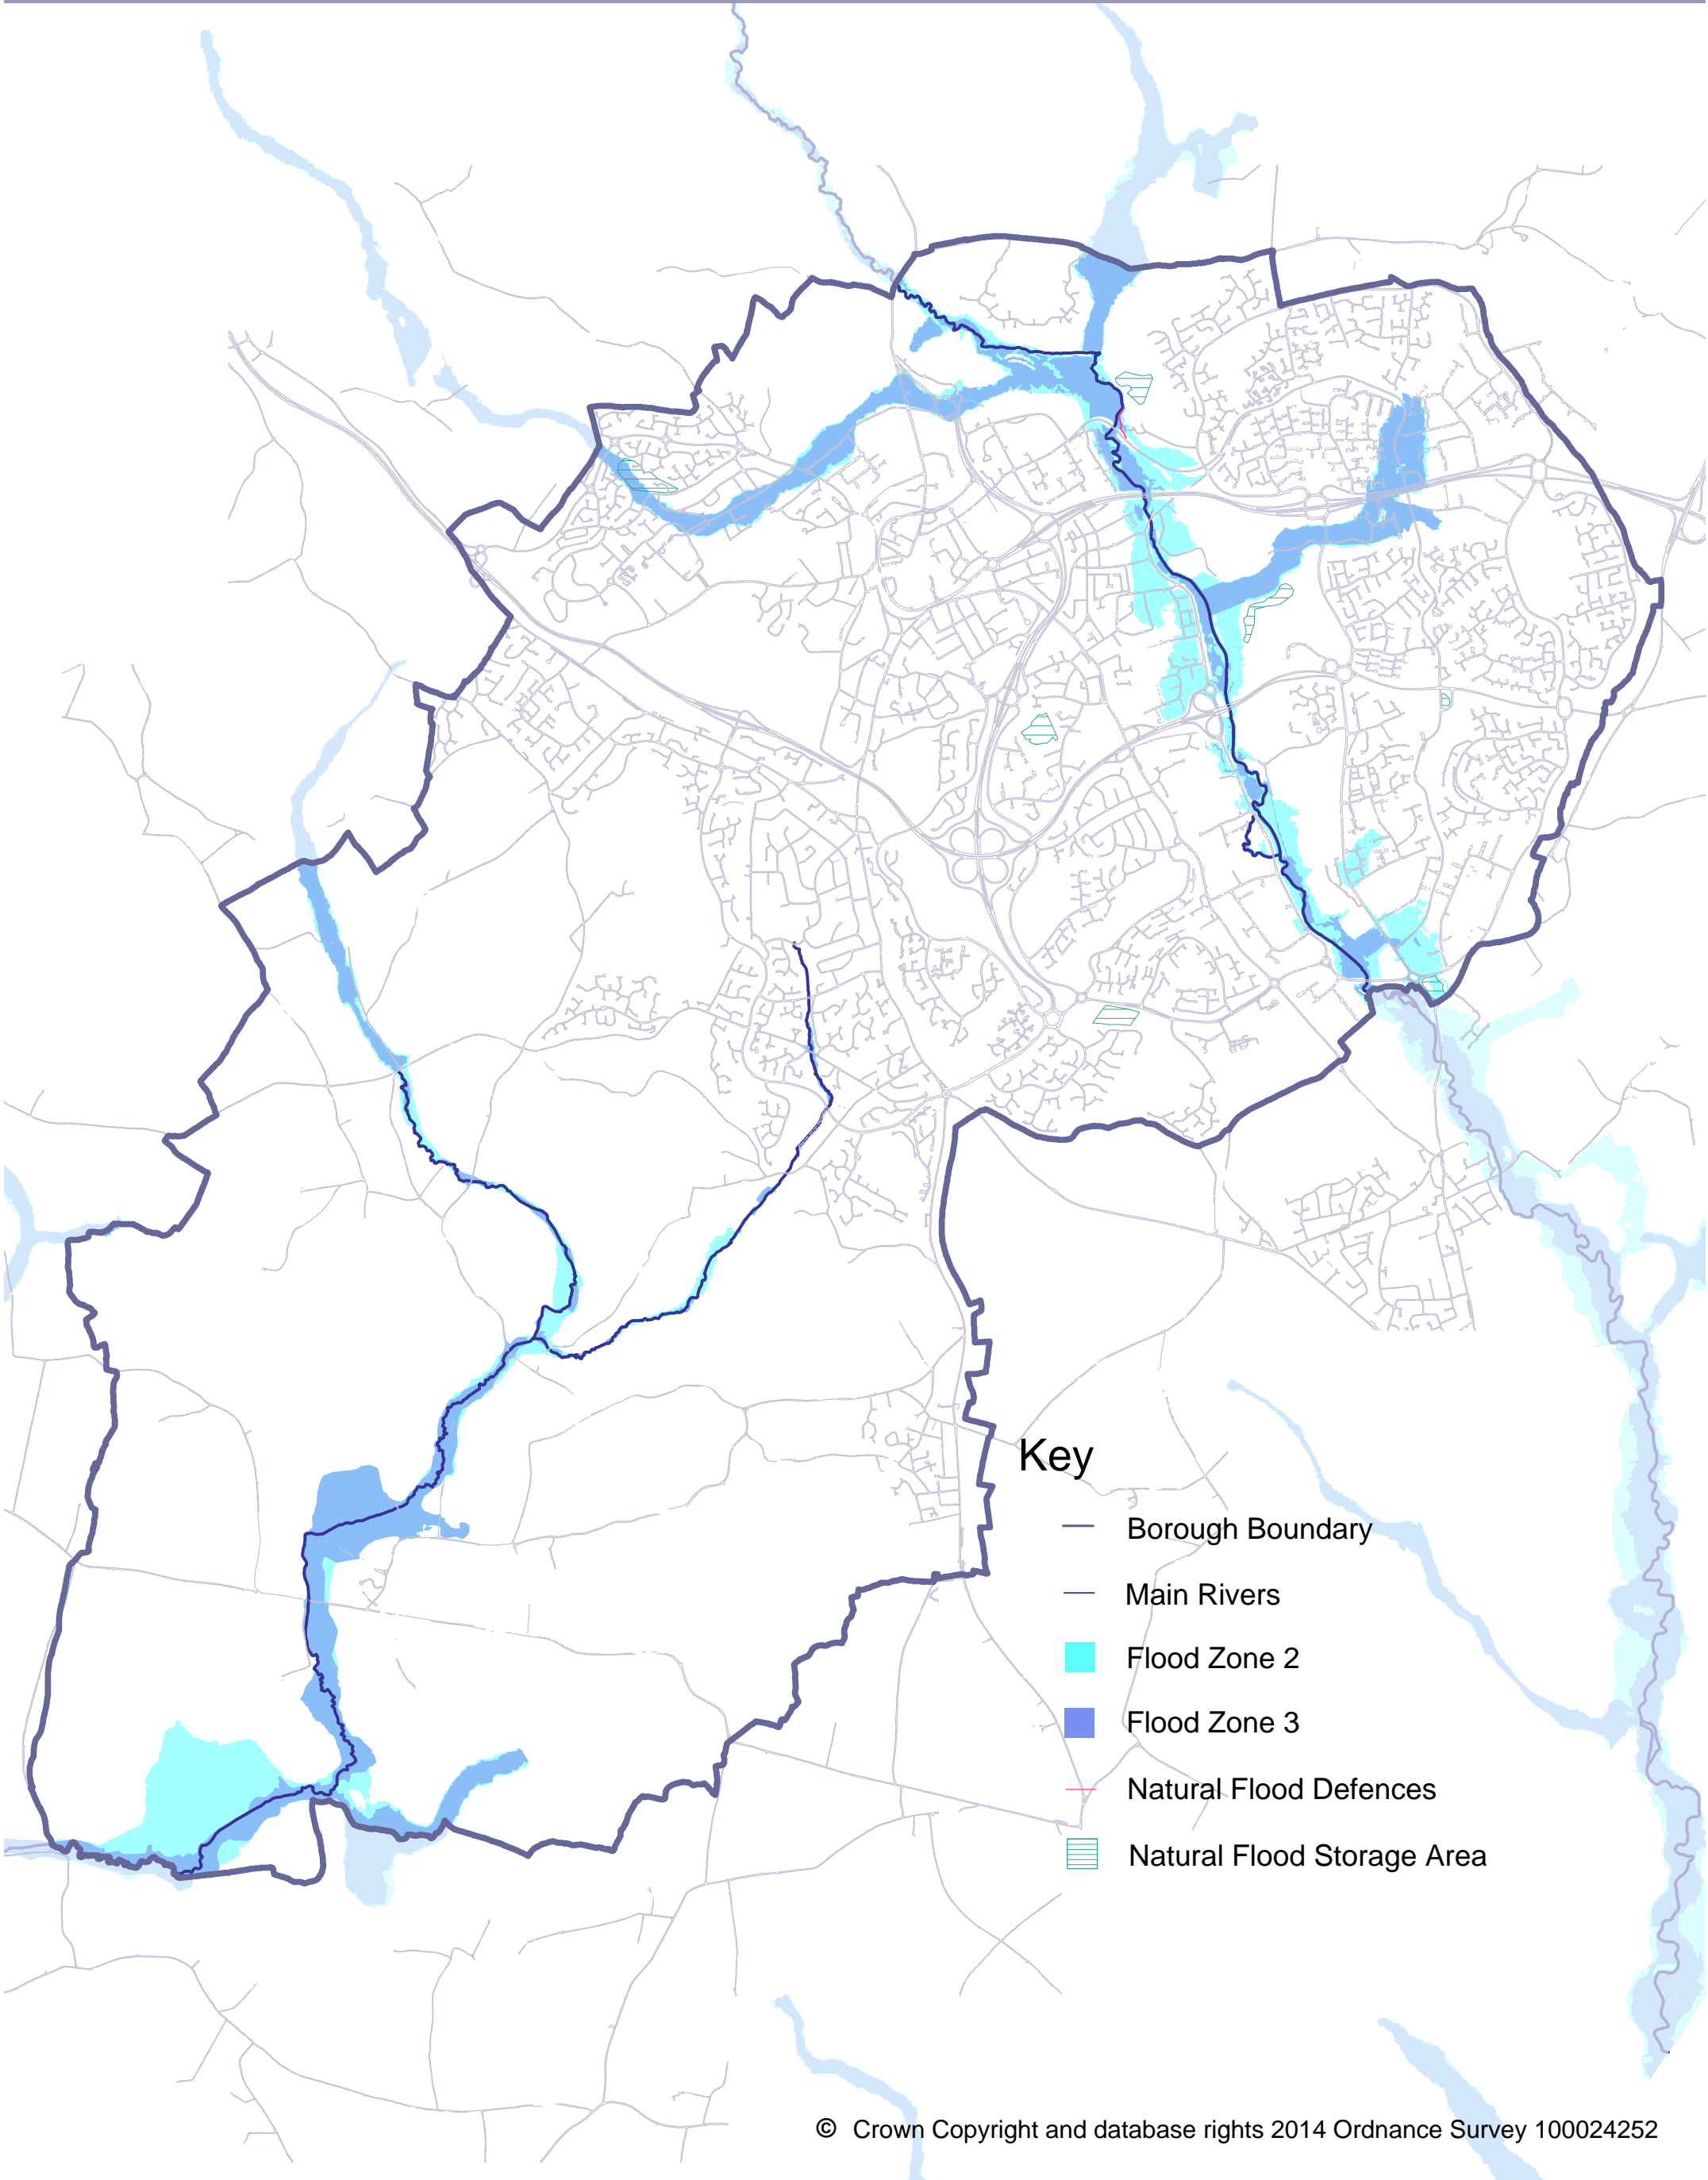 Key
Borough Boundary
Main Rivers
Flood Zone 2
Flood Zone 3
Natural Flood Defences
Natural Flood Storage Area
© Crown Copyright and database rights 2014 Ordnance Survey 100024252